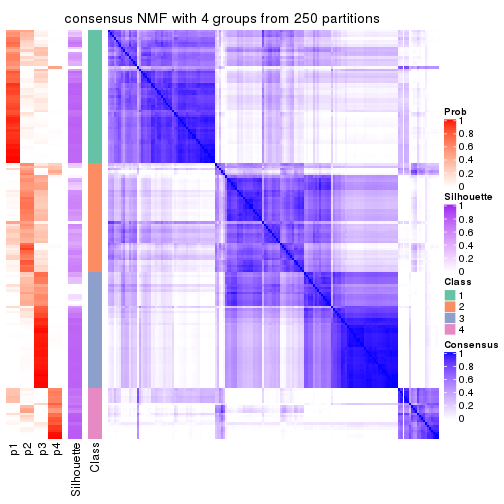 consensus NMF with 4 groups from 250 partitions
Prob
1
0.8
0.6
0.4
0.2
0
Silhouette
1
0.8
0.6
0.4
0.2
0
Class
1
2
3
4
Consensus
1
0.8
0.6
0.4
0.2
0
p1
p2
p3
p4
Silhouette
Class